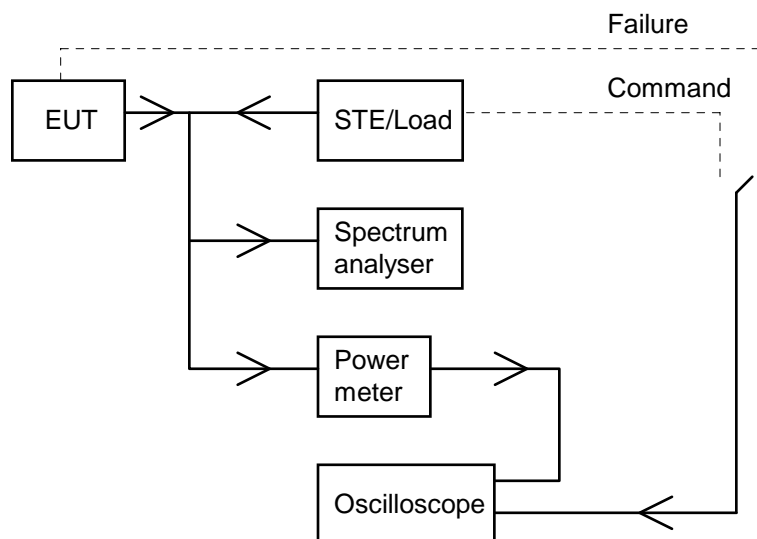 Failure
EUT
STE/Load
Command
Spectrum
analyser
Power
meter
Oscilloscope